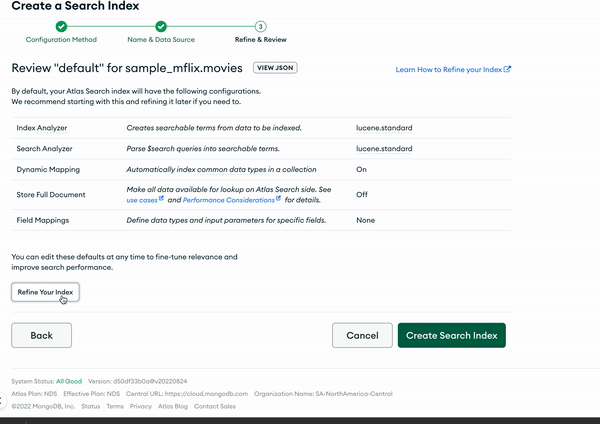 Create a Search Index
3
Configuration Method
Name & Data Source
Refine & Review
Review "default" for sample_mflix.movies
VIEW JSON
Learn How to Refine your Index
By default, your Atlas Search index will have the following configurations.
We recommend starting with this and refining it later if you need to.
Index Analyzer Creates searchable terms from data to be indexed. lucene.standard
Search Analyzer Parse $search queries into searchable terms. lucene.standard
Dynamic Mapping Automatically index common data types in a collection On
Store Full Document Make all data available for lookup on Atlas Search side. See Off
use cases and Performance Considerations for details.
Field Mappings Define data types and input parameters for specific fields. None
You can edit these defaults at any time to fine-tune relevance and
improve search performance.
Refine Your Index
Back
Cancel
Create Search Index
System Status: All Good Version: d50df33b0a@v20220824
Atlas Plan: NDS Effective Plan: NDS Central URL: https://cloud.mongodb.com Organization Name: SA-NorthAmerica-Central
©2022 MongoDB, Inc. Status Terms Privacy Atlas Blog Contact Sales